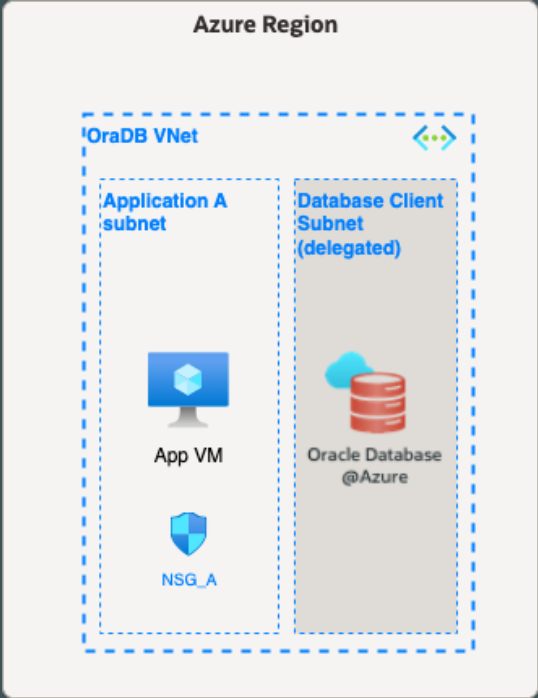 Azure Region
OraDB VNet
Application A
subnet
Database Client
Subnet
(delegated)
App VM
NSG_A
Oracle Database
@Azure